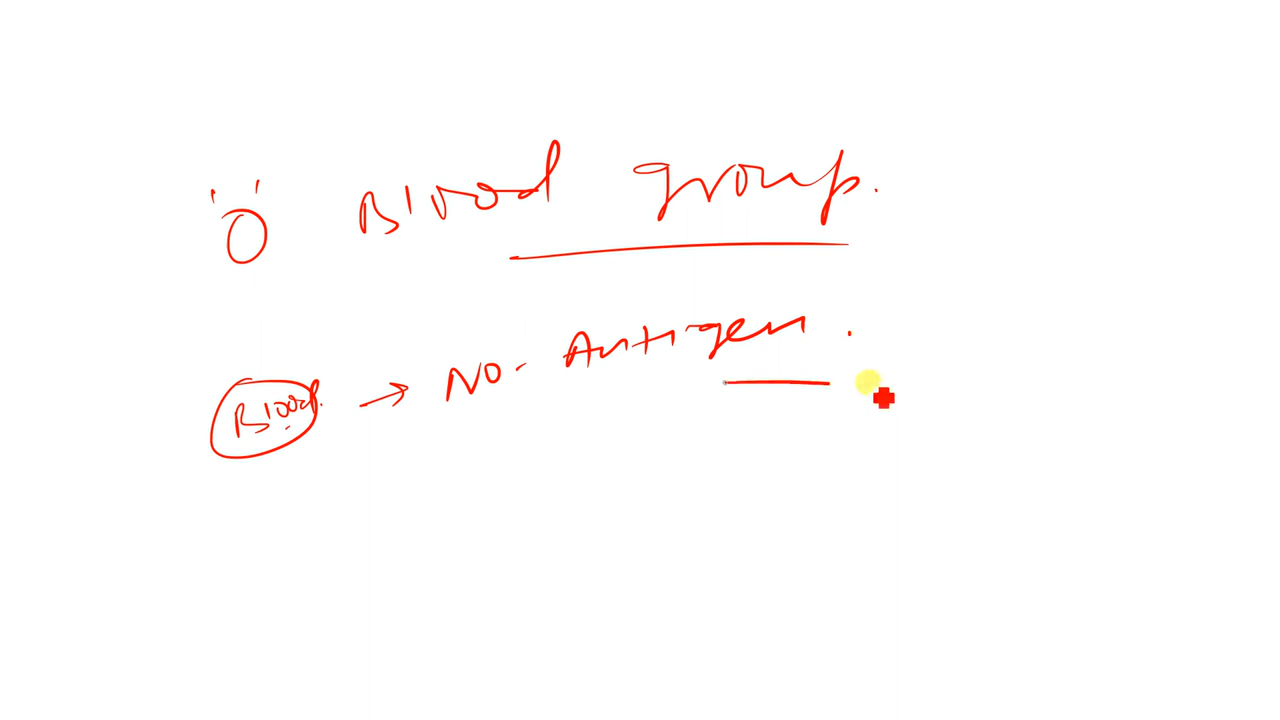 'O' Blood group.
Blood. → No. Antigen.